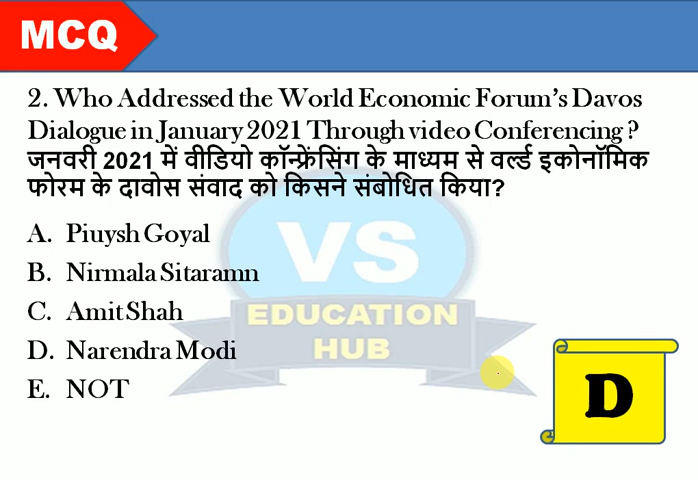 MCQ
2. Who Addressed the World Economic Forum's Davos
Dialogue in January 2021 Through video Conferencing ?
जनवरी 2021 में वीडियो कॉन्फ्रेंसिंग के माध्यम से वर्ल्ड इकोनॉमिक
फोरम के दावोस संवाद को किसने संबोधित किया?
A. Piuysh Goyal
B. Nirmala Sitaramn
C. Amit Shah
D. Narendra Modi
E. NOT
VS
EDUCATION
HUB
D